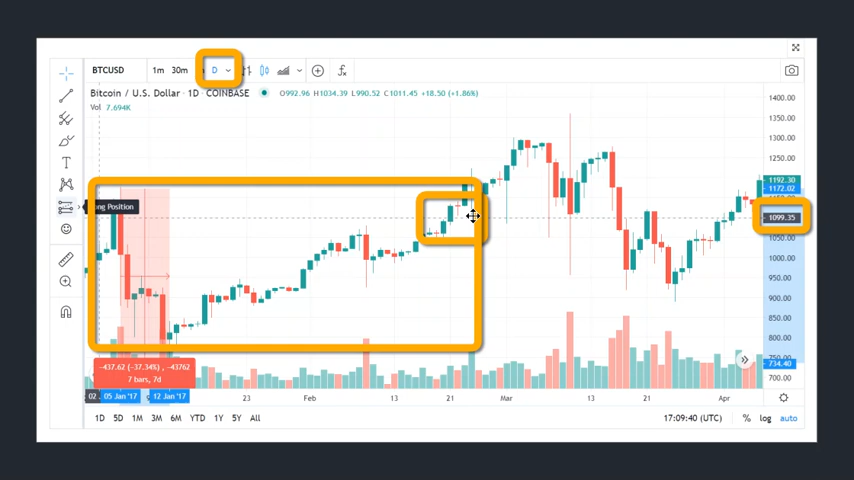 BTCUSD 1m 30m D
Bitcoin / U.S. Dollar · 1D COINBASE O992.96 H1034.39 L990.52 C1011.45 +18.50 (+1.86%)
Vol 7.694K
ong Position
1400.00
1350.00
1300.00
1250.00
1192.30
1172.02
1099.35
1050.00
1000.00
950.00
900.00
850.00
800.00
750.00
734.40
700.00
-437.62 (-37.34%) , -43762
7 bars, 7d
02 05 Jan '17 12 Jan '17 23 Feb 13 21 Mar 13 21 Apr
1D 5D 1M 3M 6M YTD 1Y 5Y All 17:09:40 (UTC) % log auto